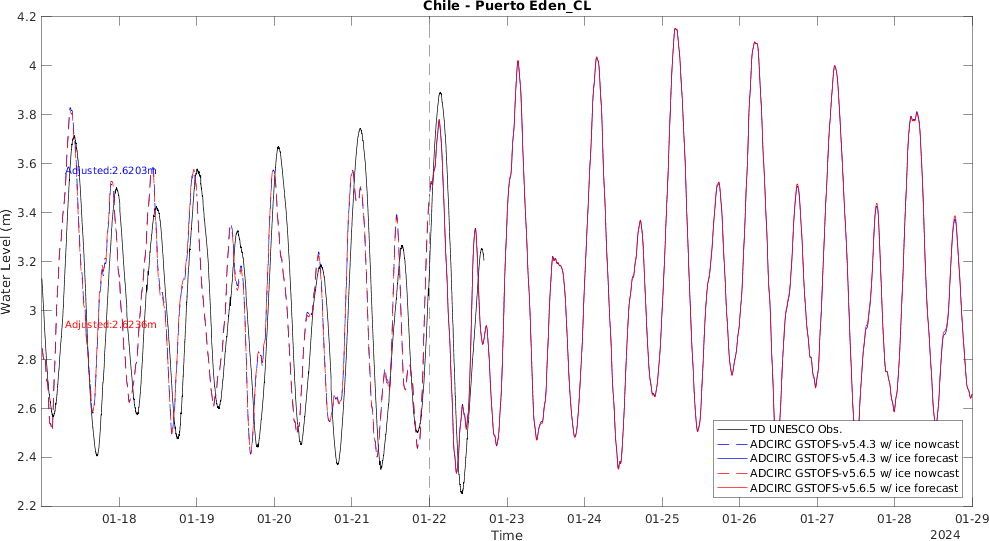 Chile - Puerto Eden_CL
4.2
4
3.8
3.6
3.4
3.2
3
2.8
2.6
2.4
2.2
Water Level (m)
Adjusted:2.6203m
Adjusted:2.6236m
TD UNESCO Obs.
ADCIRC GSTOFS-v5.4.3 w/ ice nowcast
ADCIRC GSTOFS-v5.4.3 w/ ice forecast
ADCIRC GSTOFS-v5.6.5 w/ ice nowcast
ADCIRC GSTOFS-v5.6.5 w/ ice forecast
01-18 01-19 01-20 01-21 01-22 01-23 01-24 01-25 01-26 01-27 01-28 01-29
Time
2024